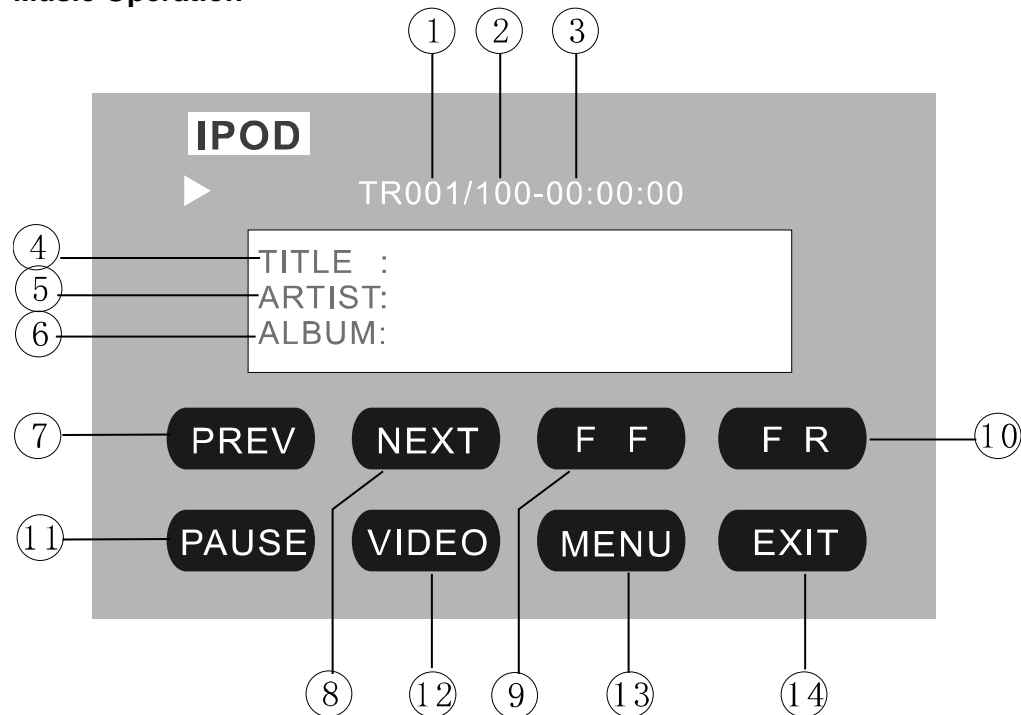 Music Operation
1 2 3
IPOD
TR001/100-00:00:00
4 TITLE :
5 ARTIST:
6 ALBUM:
7 PREV NEXT F F F R 10
11 PAUSE VIDEO MENU EXIT
8 12 9 13 14